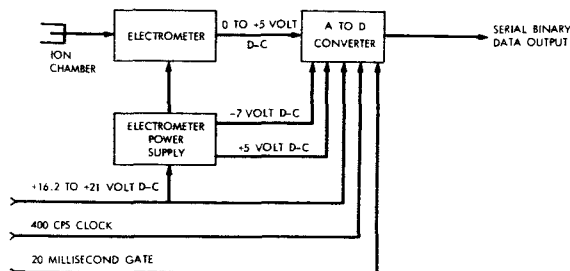 ION
CHAMBER
ELECTROMETER
0 TO +5 VOLT
D-C
A TO D
CONVERTER
SERIAL BINARY
DATA OUTPUT
ELECTROMETER
POWER
SUPPLY
-7 VOLT D-C
+5 VOLT D-C
+16.2 TO +21 VOLT D-C
400 CPS CLOCK
20 MILLISECOND GATE